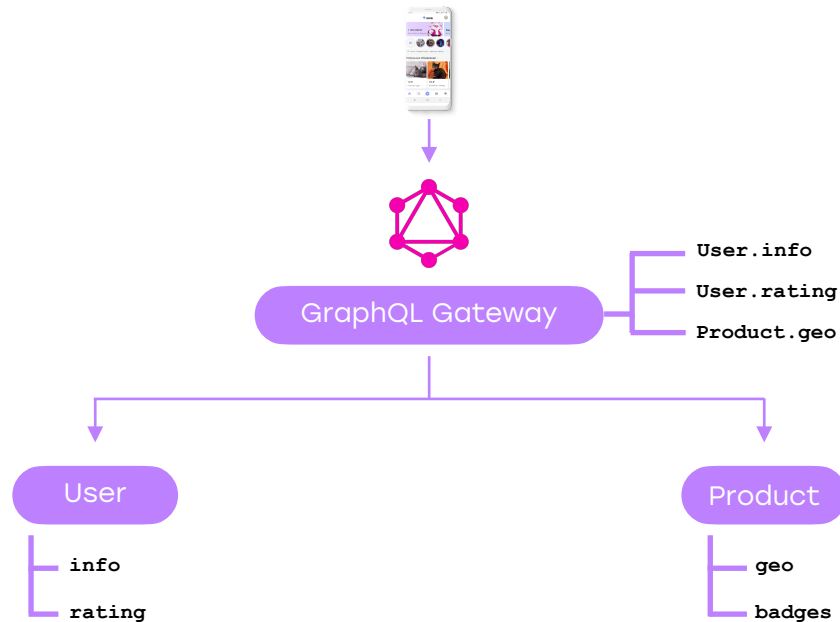 User.info
User.rating
GraphQL Gateway
Product.geo
User
Product
info
geo
rating
badges